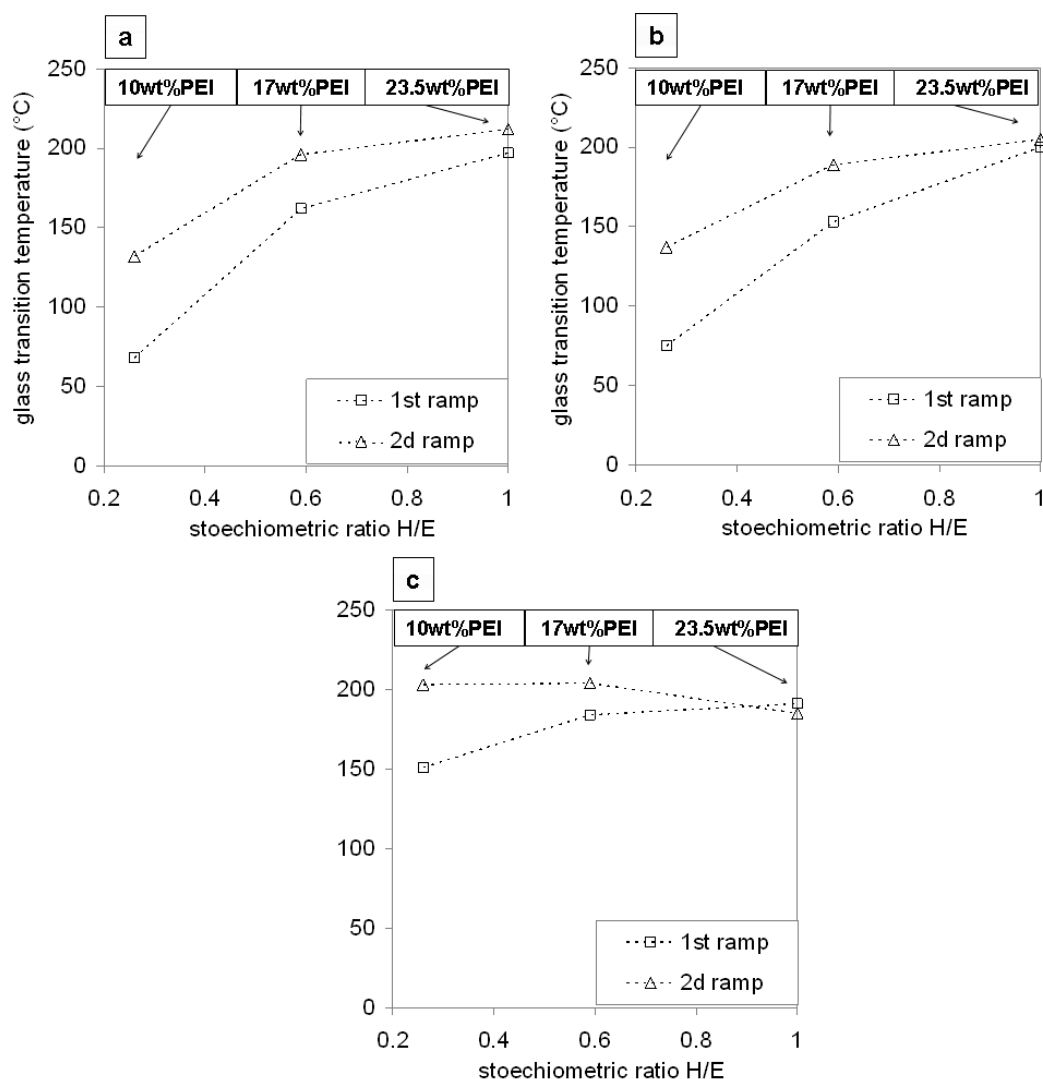 a
250
10wt%PEI 17wt%PEI 23.5wt%PEI
200
150
100
50
0
glass transition temperature (°C)
1st ramp
2d ramp
0.2 0.4 0.6 0.8 1
stoechiometric ratio H/E
b
250
10wt%PEI 17wt%PEI 23.5wt%PEI
200
150
100
50
0
glass transition temperature (°C)
1st ramp
2d ramp
0.2 0.4 0.6 0.8 1
stoechiometric ratio H/E
c
250
10wt%PEI 17wt%PEI 23.5wt%PEI
200
150
100
50
0
1st ramp
2d ramp
0.2 0.4 0.6 0.8 1
stoechiometric ratio H/E